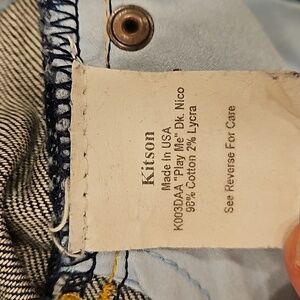 Kitson
Made In USA
K003DAA "Play Me" Dk. Nico
98% Cotton 2% Lycra
See Reverse For Care